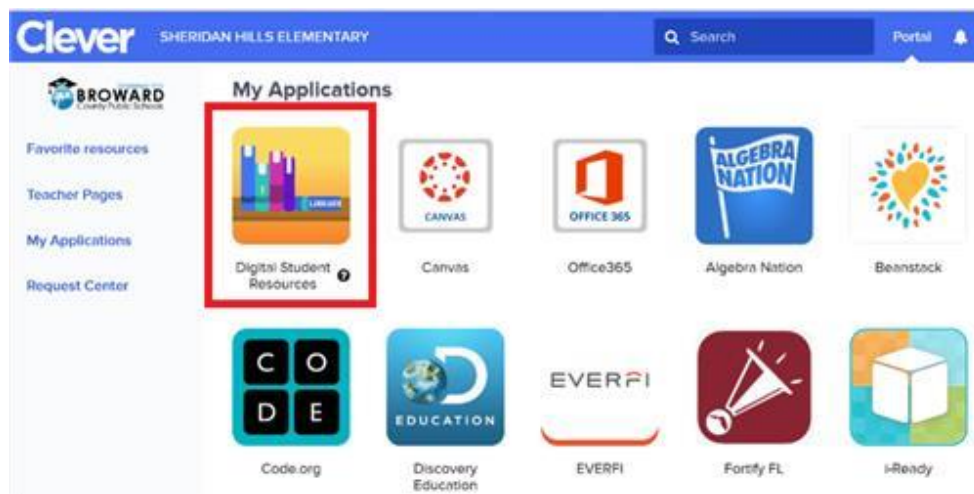 Clever SHERIDAN HILLS ELEMENTARY Search Portal
BROWARD
County Public Schools
My Applications
Favorite resources
Teacher Pages
My Applications
Request Center
LIBRARY
CANVAS
OFFICE 365
ALGEBRA
NATION
Digital Student
Resources
Canvas
Office365
Algebra Nation
Beanstack
C O
D E
D
EDUCATION
EVERFI
Code.org
Discovery
Education
EVERFI
Fortify FL
i-Ready